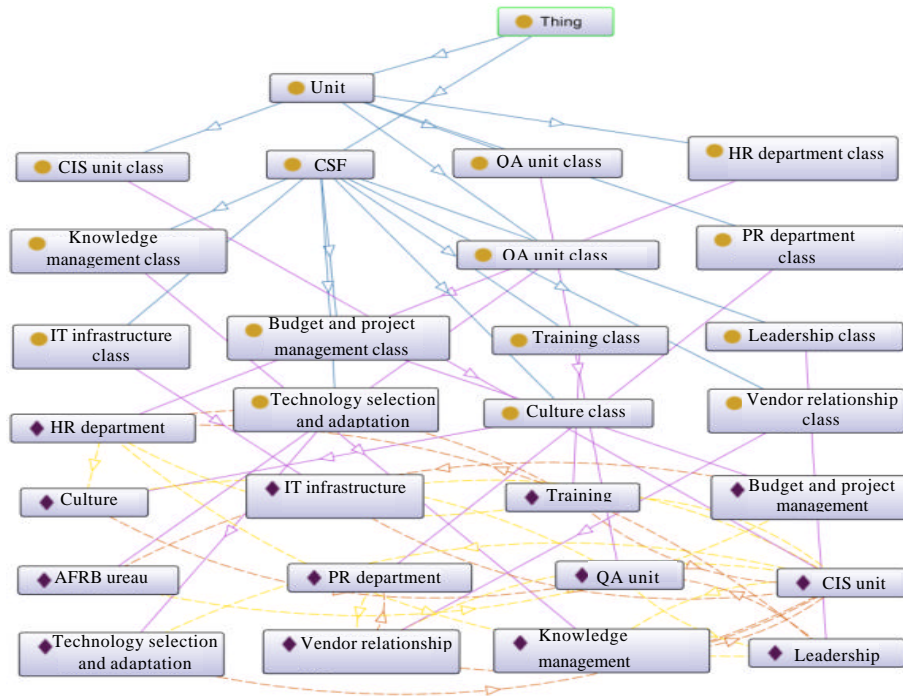 Thing
Unit
CIS unit class
CSF
OA unit class
HR department class
Knowledge
management class
OA unit class
PR department
class
IT infrastructure
class
Budget and project
management class
Training class
Leadership class
HR department
Technology selection
and adaptation
Culture class
Vendor relationship
class
Culture
IT infrastructure
Training
Budget and project
management
AFRB ureau
PR department
QA unit
CIS unit
Technology selection
and adaptation
Vendor relationship
Knowledge
management
Leadership